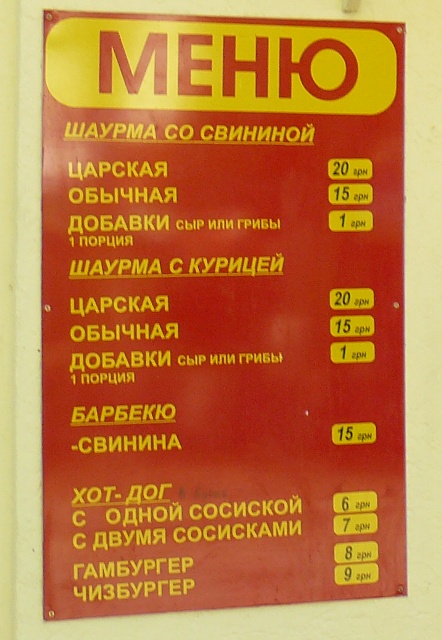 МЕНЮ
ШАУРМА СО СВИНИНОЙ
ЦАРСКАЯ 20 грн
ОБЫЧНАЯ 15 грн
ДОБАВКИ СЫР ИЛИ ГРИБЫ 1 грн
1 ПОРЦИЯ
ШАУРМА С КУРИЦЕЙ
ЦАРСКАЯ 20 грн
ОБЫЧНАЯ 15 грн
ДОБАВКИ СЫР ИЛИ ГРИБЫ 1 грн
1 ПОРЦИЯ
БАРБЕКЮ
-СВИНИНА 15 грн
ХОТ- ДОГ
С ОДНОЙ СОСИСКОЙ 6 грн
С ДВУМЯ СОСИСКАМИ 7 грн
ГАМБУРГЕР 8 грн
ЧИЗБУРГЕР 9 грн